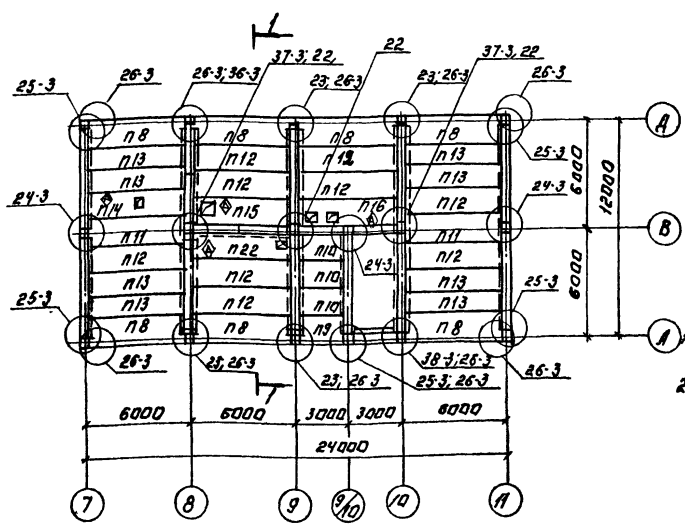 1
37-3, 22,
22
37-3, 22
25-3
26-3
26-3; 36-3
23; 26-3
23; 26-3
26-3
Д
п8
п8
п8
п8
п13
п12
п12
п13
25-3
п13
п12
п12
п13
6000
12000
24-3
п14
п15
п16
п12
24-3
В
п11
п22
п10
п11
п12
п12
п10
24-3
п12
п13
п13
6000
25-3
п13
п12
п10
п13
25-3
п8
п8
п9
п8
А
26-3
25, 26-3
38-3; 26-3
26-3
1
23; 26-3
25-3; 26-3
2
6000
6000
3000
3000
6000
24000
7
8
9
9/10
10
11